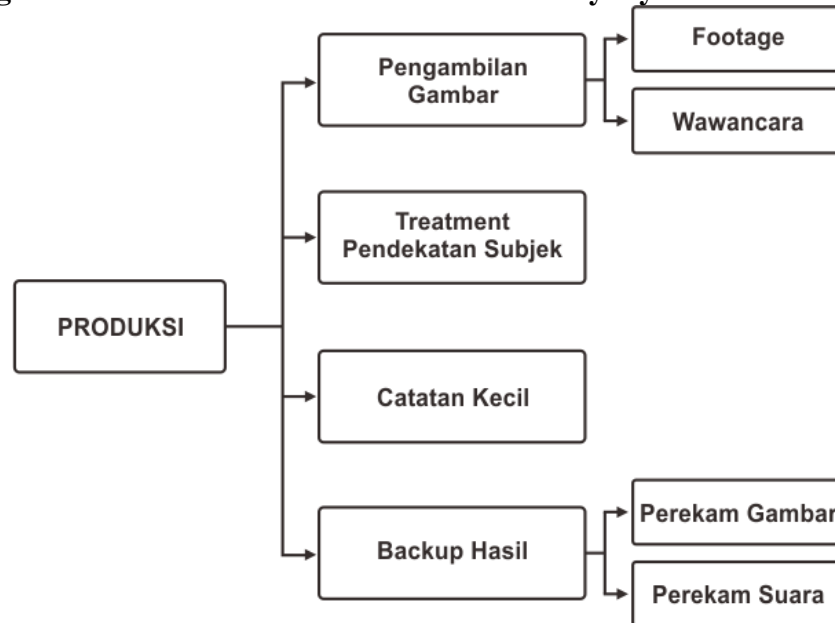 PRODUKSI
Pengambilan
Gambar
Footage
Wawancara
Treatment
Pendekatan Subjek
Catatan Kecil
Backup Hasil
Perekam Gambar
Perekam Suara